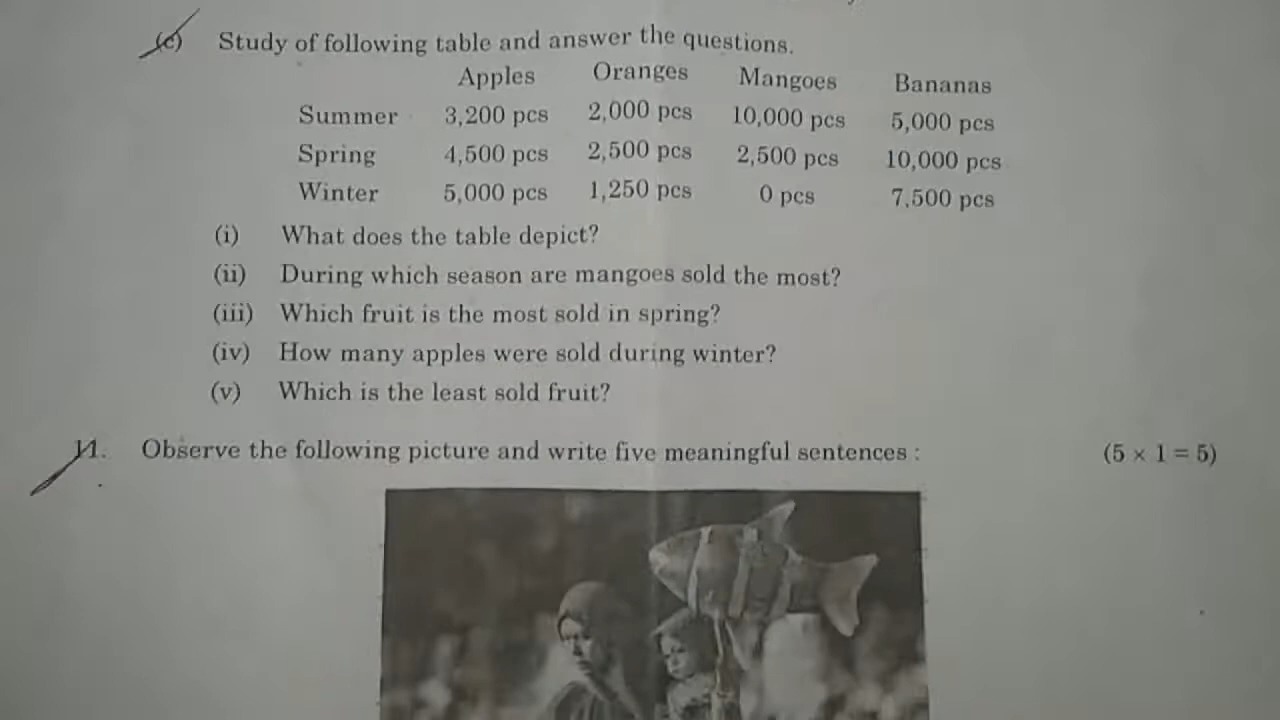 (c) Study of following table and answer the questions.
Apples Oranges Mangoes Bananas
Summer 3,200 pcs 2,000 pcs 10,000 pcs 5,000 pcs
Spring 4,500 pcs 2,500 pcs 2,500 pcs 10,000 pcs
Winter 5,000 pcs 1,250 pcs 0 pcs 7,500 pcs
(i) What does the table depict?
(ii) During which season are mangoes sold the most?
(iii) Which fruit is the most sold in spring?
(iv) How many apples were sold during winter?
(v) Which is the least sold fruit?
11. Observe the following picture and write five meaningful sentences : (5 × 1 = 5)